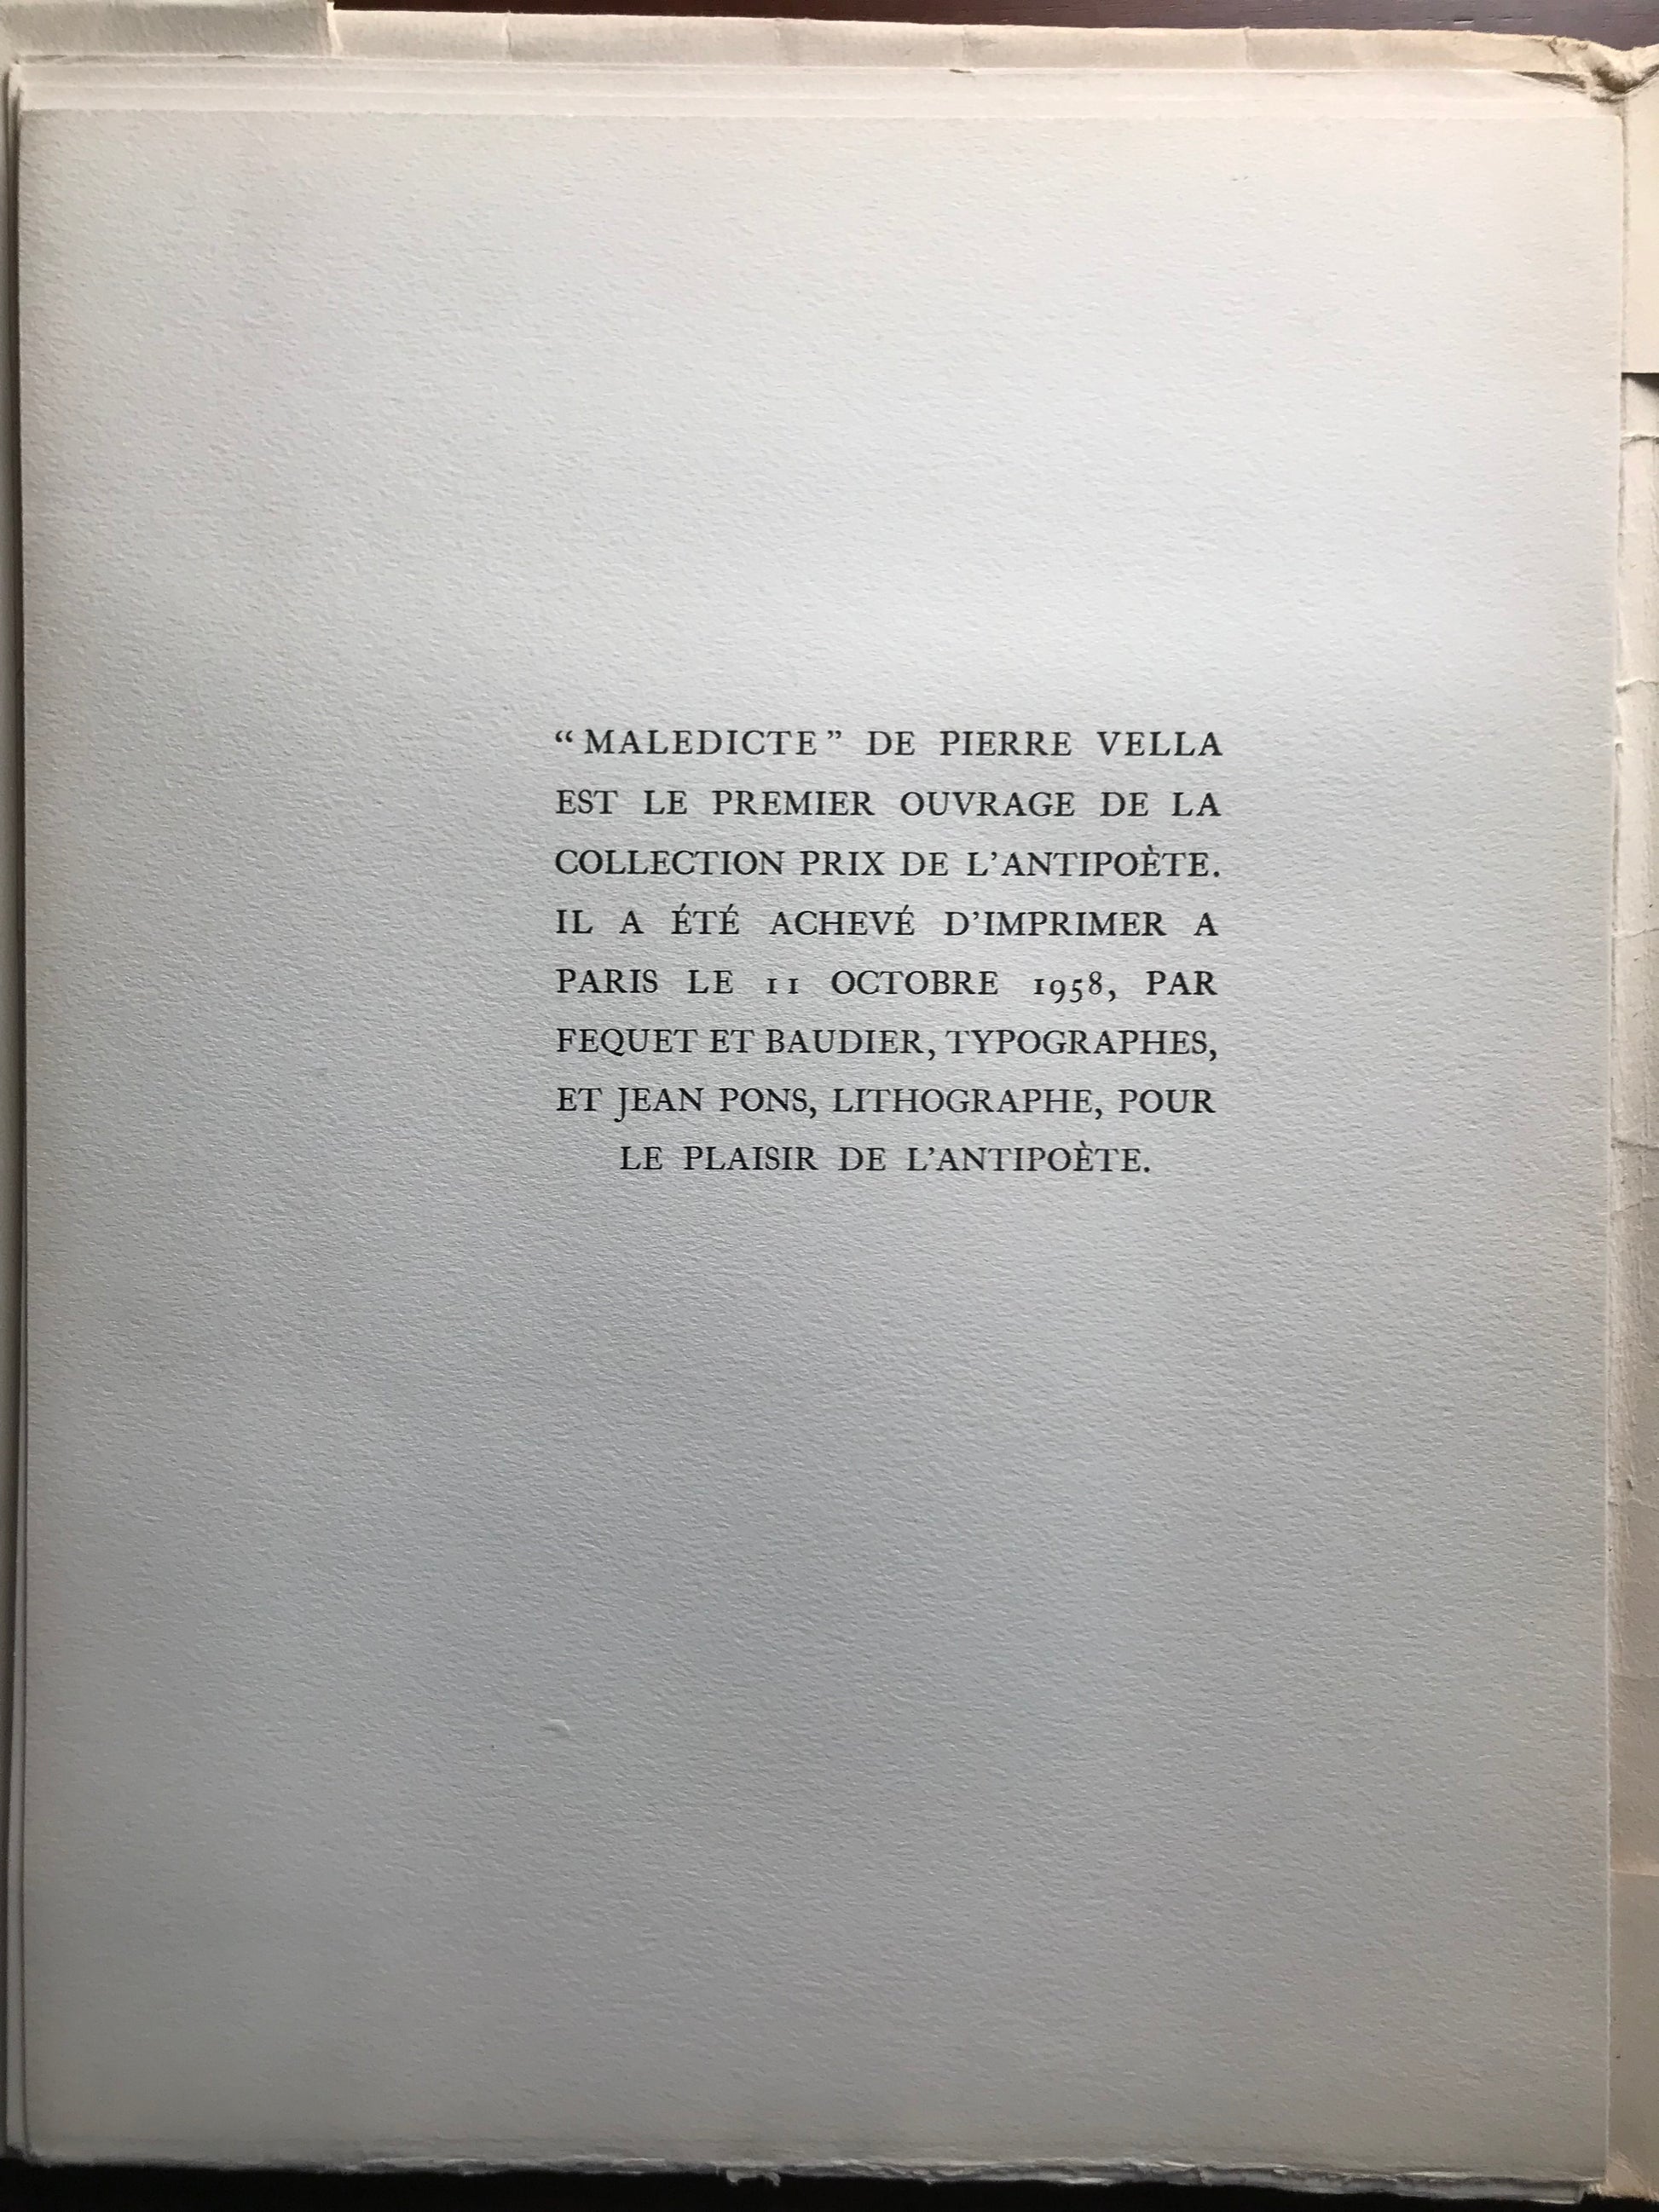 “ MALEDICTE ” DE PIERRE VELLA
EST LE PREMIER OUVRAGE DE LA
COLLECTION PRIX DE L’ANTIPOÈTE.
IL A ÉTÉ ACHEVÉ D’IMPRIMER A
PARIS LE 11 OCTOBRE 1958, PAR
FEQUET ET BAUDIER, TYPOGRAPHES,
ET JEAN PONS, LITHOGRAPHE, POUR
LE PLAISIR DE L’ANTIPOÈTE.